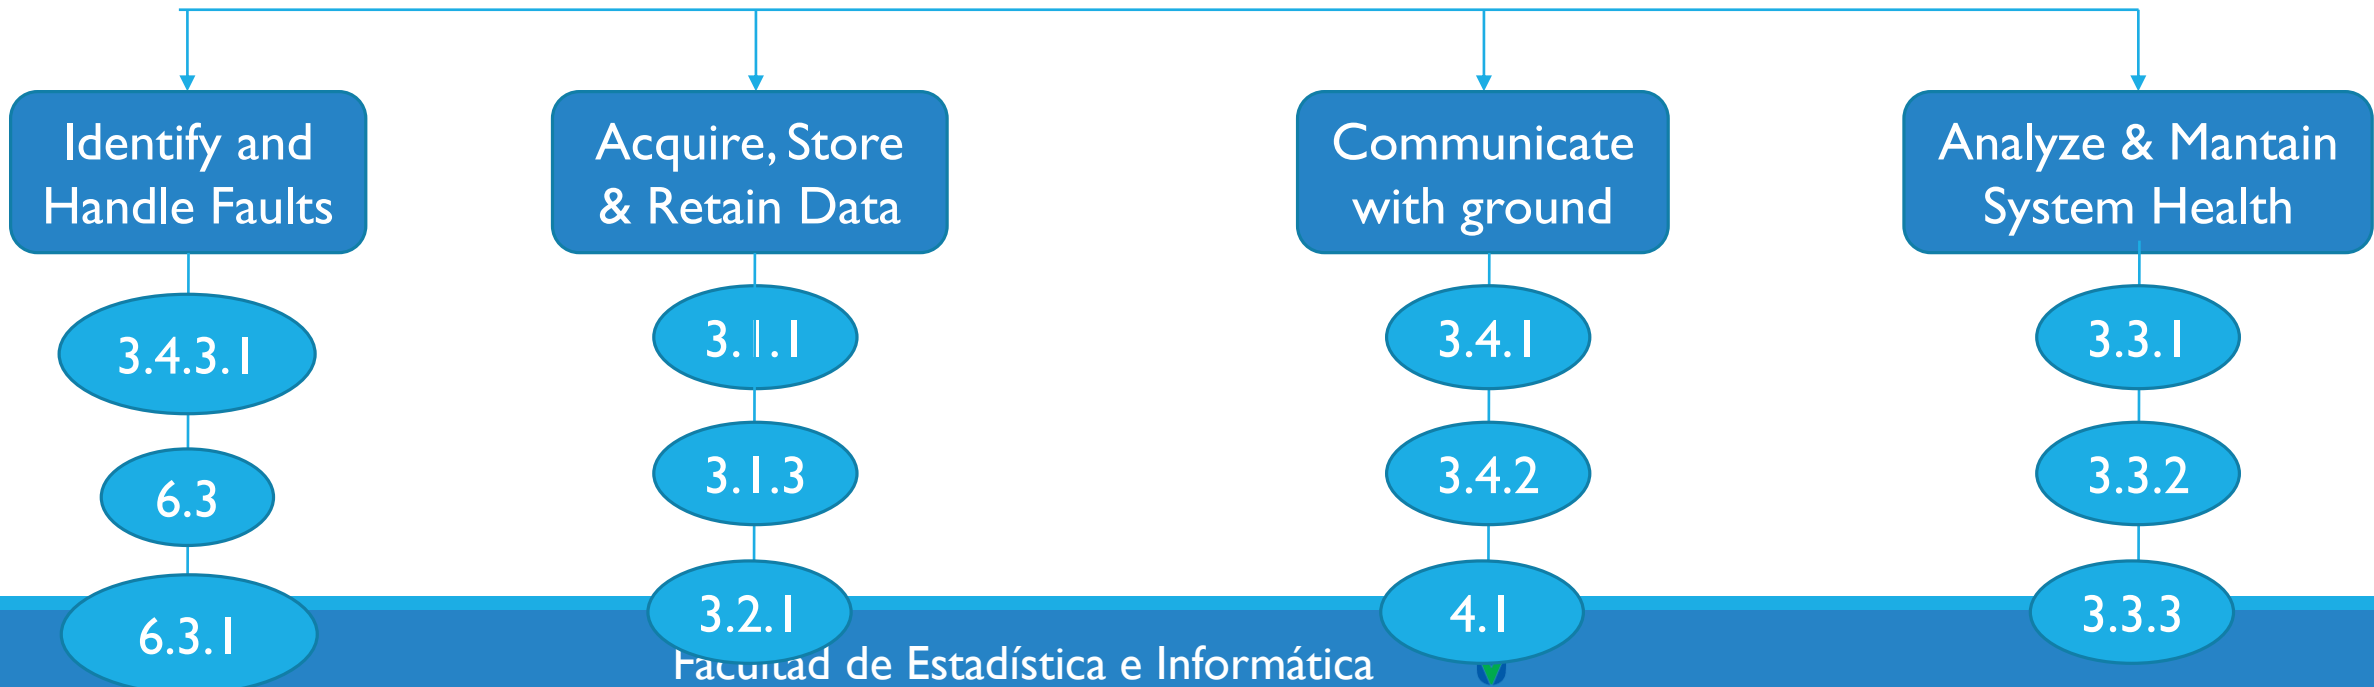 Identify and
Handle Faults
Acquire, Store
& Retain Data
Communicate
with ground
Analyze & Mantain
System Health
3.4.3.1
6.3
6.3.1
3.1.1
3.1.3
3.2.1
3.4.1
3.4.2
4.1
3.3.1
3.3.2
3.3.3
Facultad de Estadística e Informática